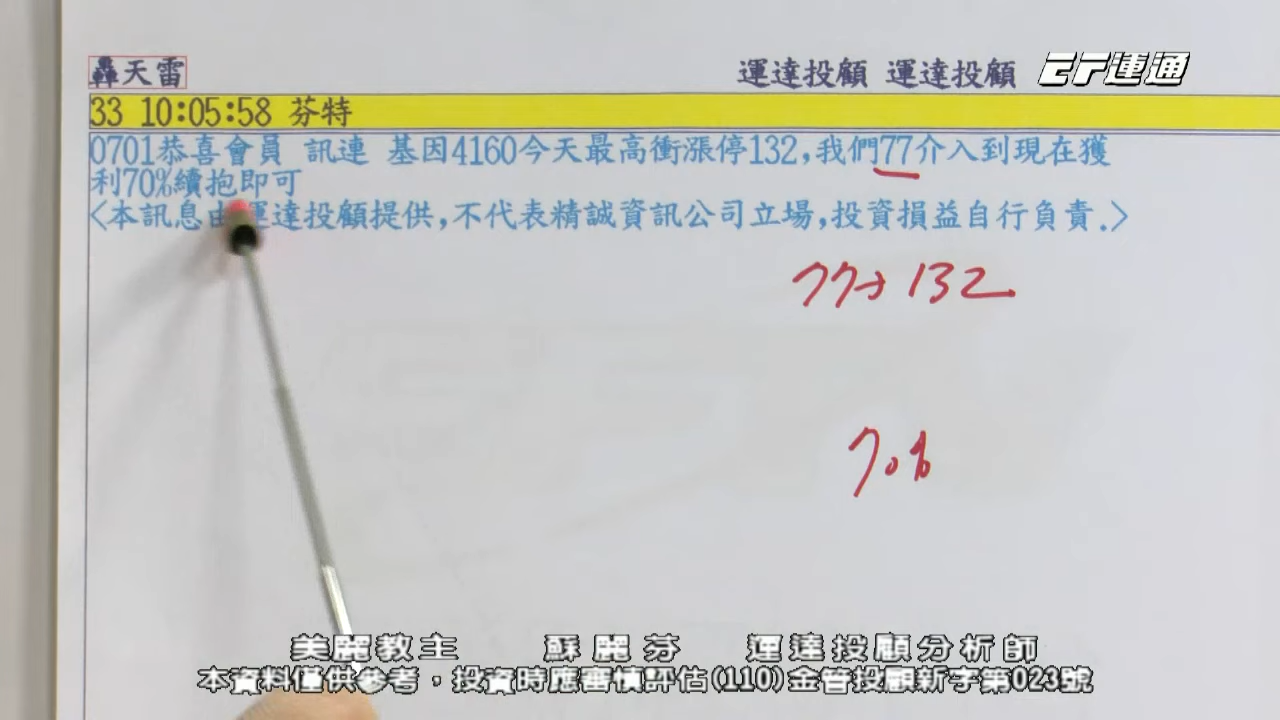 轟天雷
運達投顧 運達投顧 EF運通
33 10:05:58 芬特
0701恭喜會員 訊連 基因4160今天最高衝漲停132,我們77介入到現在獲
利70%續抱即可
<本訊息由運達投顧提供,不代表精誠資訊公司立場,投資損益自行負責.>
77→132
70%
美麗教主 蘇麗芬 運達投顧分析師
本資料僅供參考，投資時應審慎評估(110)金管投顧新字第023號